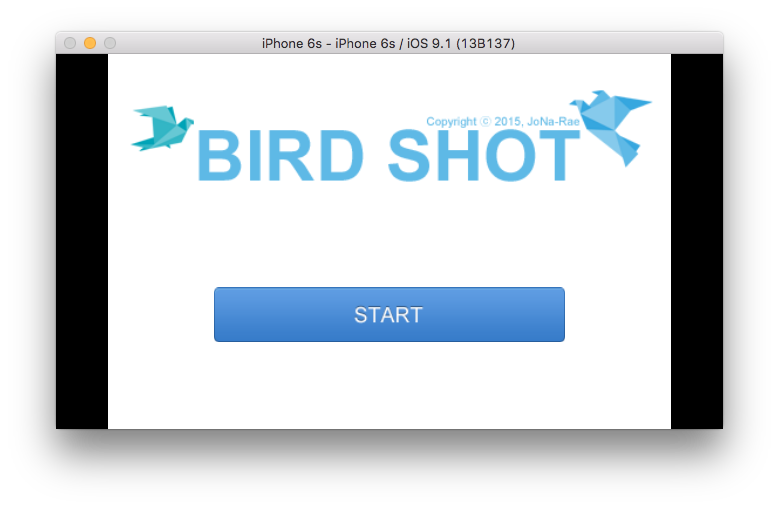 iPhone 6s - iPhone 6s / iOS 9.1 (13B137)
Copyright ⓒ 2015, JoNa-Rae
BIRD SHOT
START